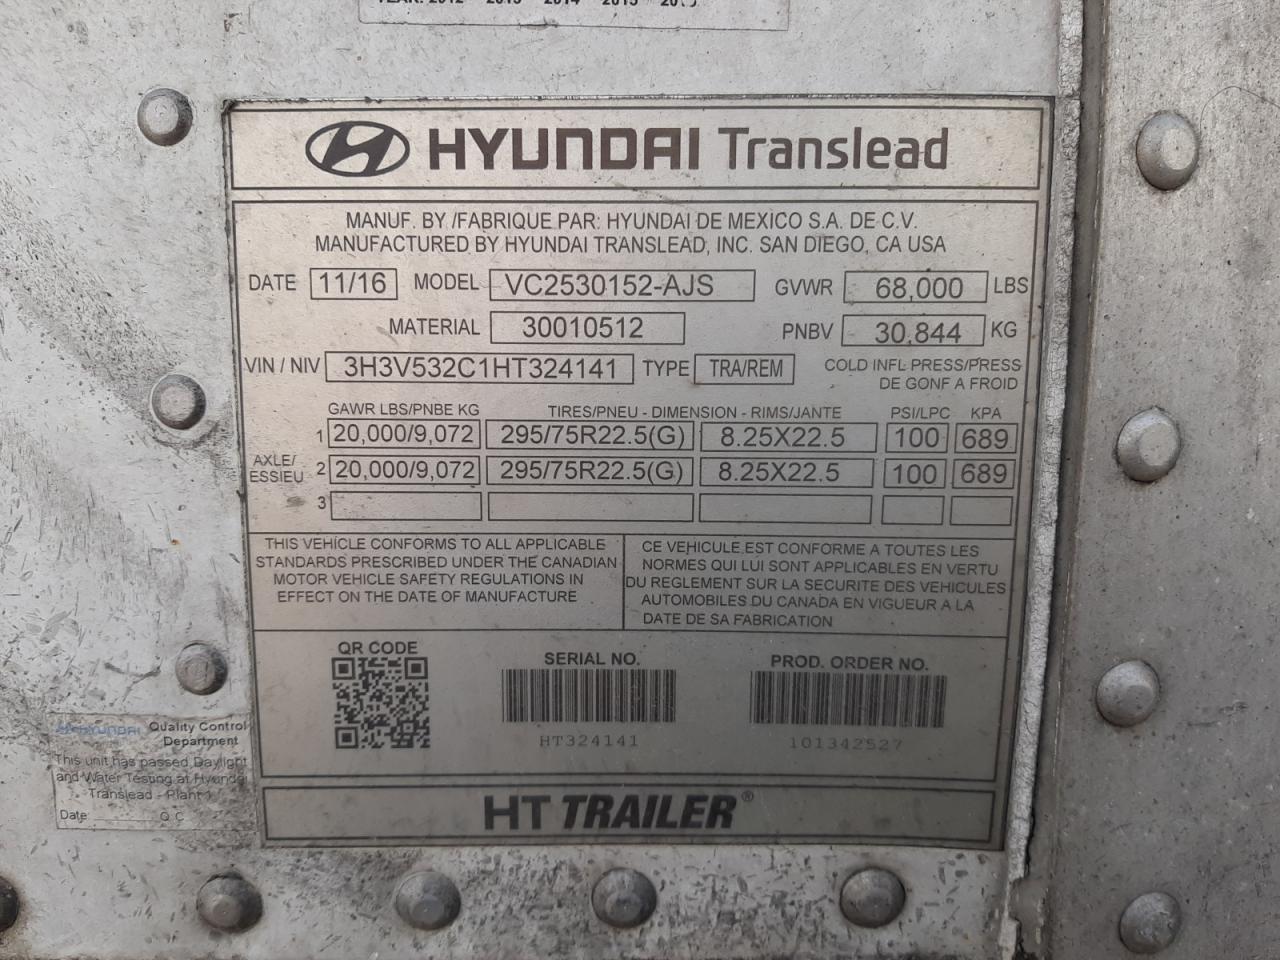 YEAR: 2012 2013 2014 2015
HYUNDAI Translead
MANUF. BY /FABRIQUE PAR: HYUNDAI DE MEXICO S.A. DE C.V.
MANUFACTURED BY HYUNDAI TRANSLEAD, INC. SAN DIEGO, CA USA
DATE 11/16 MODEL VC2530152-AJS GVWR 68,000 LBS
MATERIAL 30010512 PNBV 30,844 KG
VIN / NIV 3H3V532C1HT324141 TYPE TRA/REM COLD INFL PRESS/PRESS
DE GONF A FROID
GAWR LBS/PNBE KG TIRES/PNEU - DIMENSION - RIMS/JANTE PSI/LPC KPA
1 20,000/9,072 295/75R22.5(G) 8.25X22.5 100 689
AXLE/
ESSIEU
2 20,000/9,072 295/75R22.5(G) 8.25X22.5 100 689
3
THIS VEHICLE CONFORMS TO ALL APPLICABLE
STANDARDS PRESCRIBED UNDER THE CANADIAN
MOTOR VEHICLE SAFETY REGULATIONS IN
EFFECT ON THE DATE OF MANUFACTURE
CE VEHICULE EST CONFORME A TOUTES LES
NORMES QUI LUI SONT APPLICABLES EN VERTU
DU REGLEMENT SUR LA SECURITE DES VEHICULES
AUTOMOBILES DU CANADA EN VIGUEUR A LA
DATE DE SA FABRICATION
QR CODE
SERIAL NO.
HT324141
PROD. ORDER NO.
101342527
HYUNDAI Quality Control
Department
This unit has passed Daylight
and Water Testing at Hyundai
Translead - Plant 1
Date Q C
HT TRAILER®